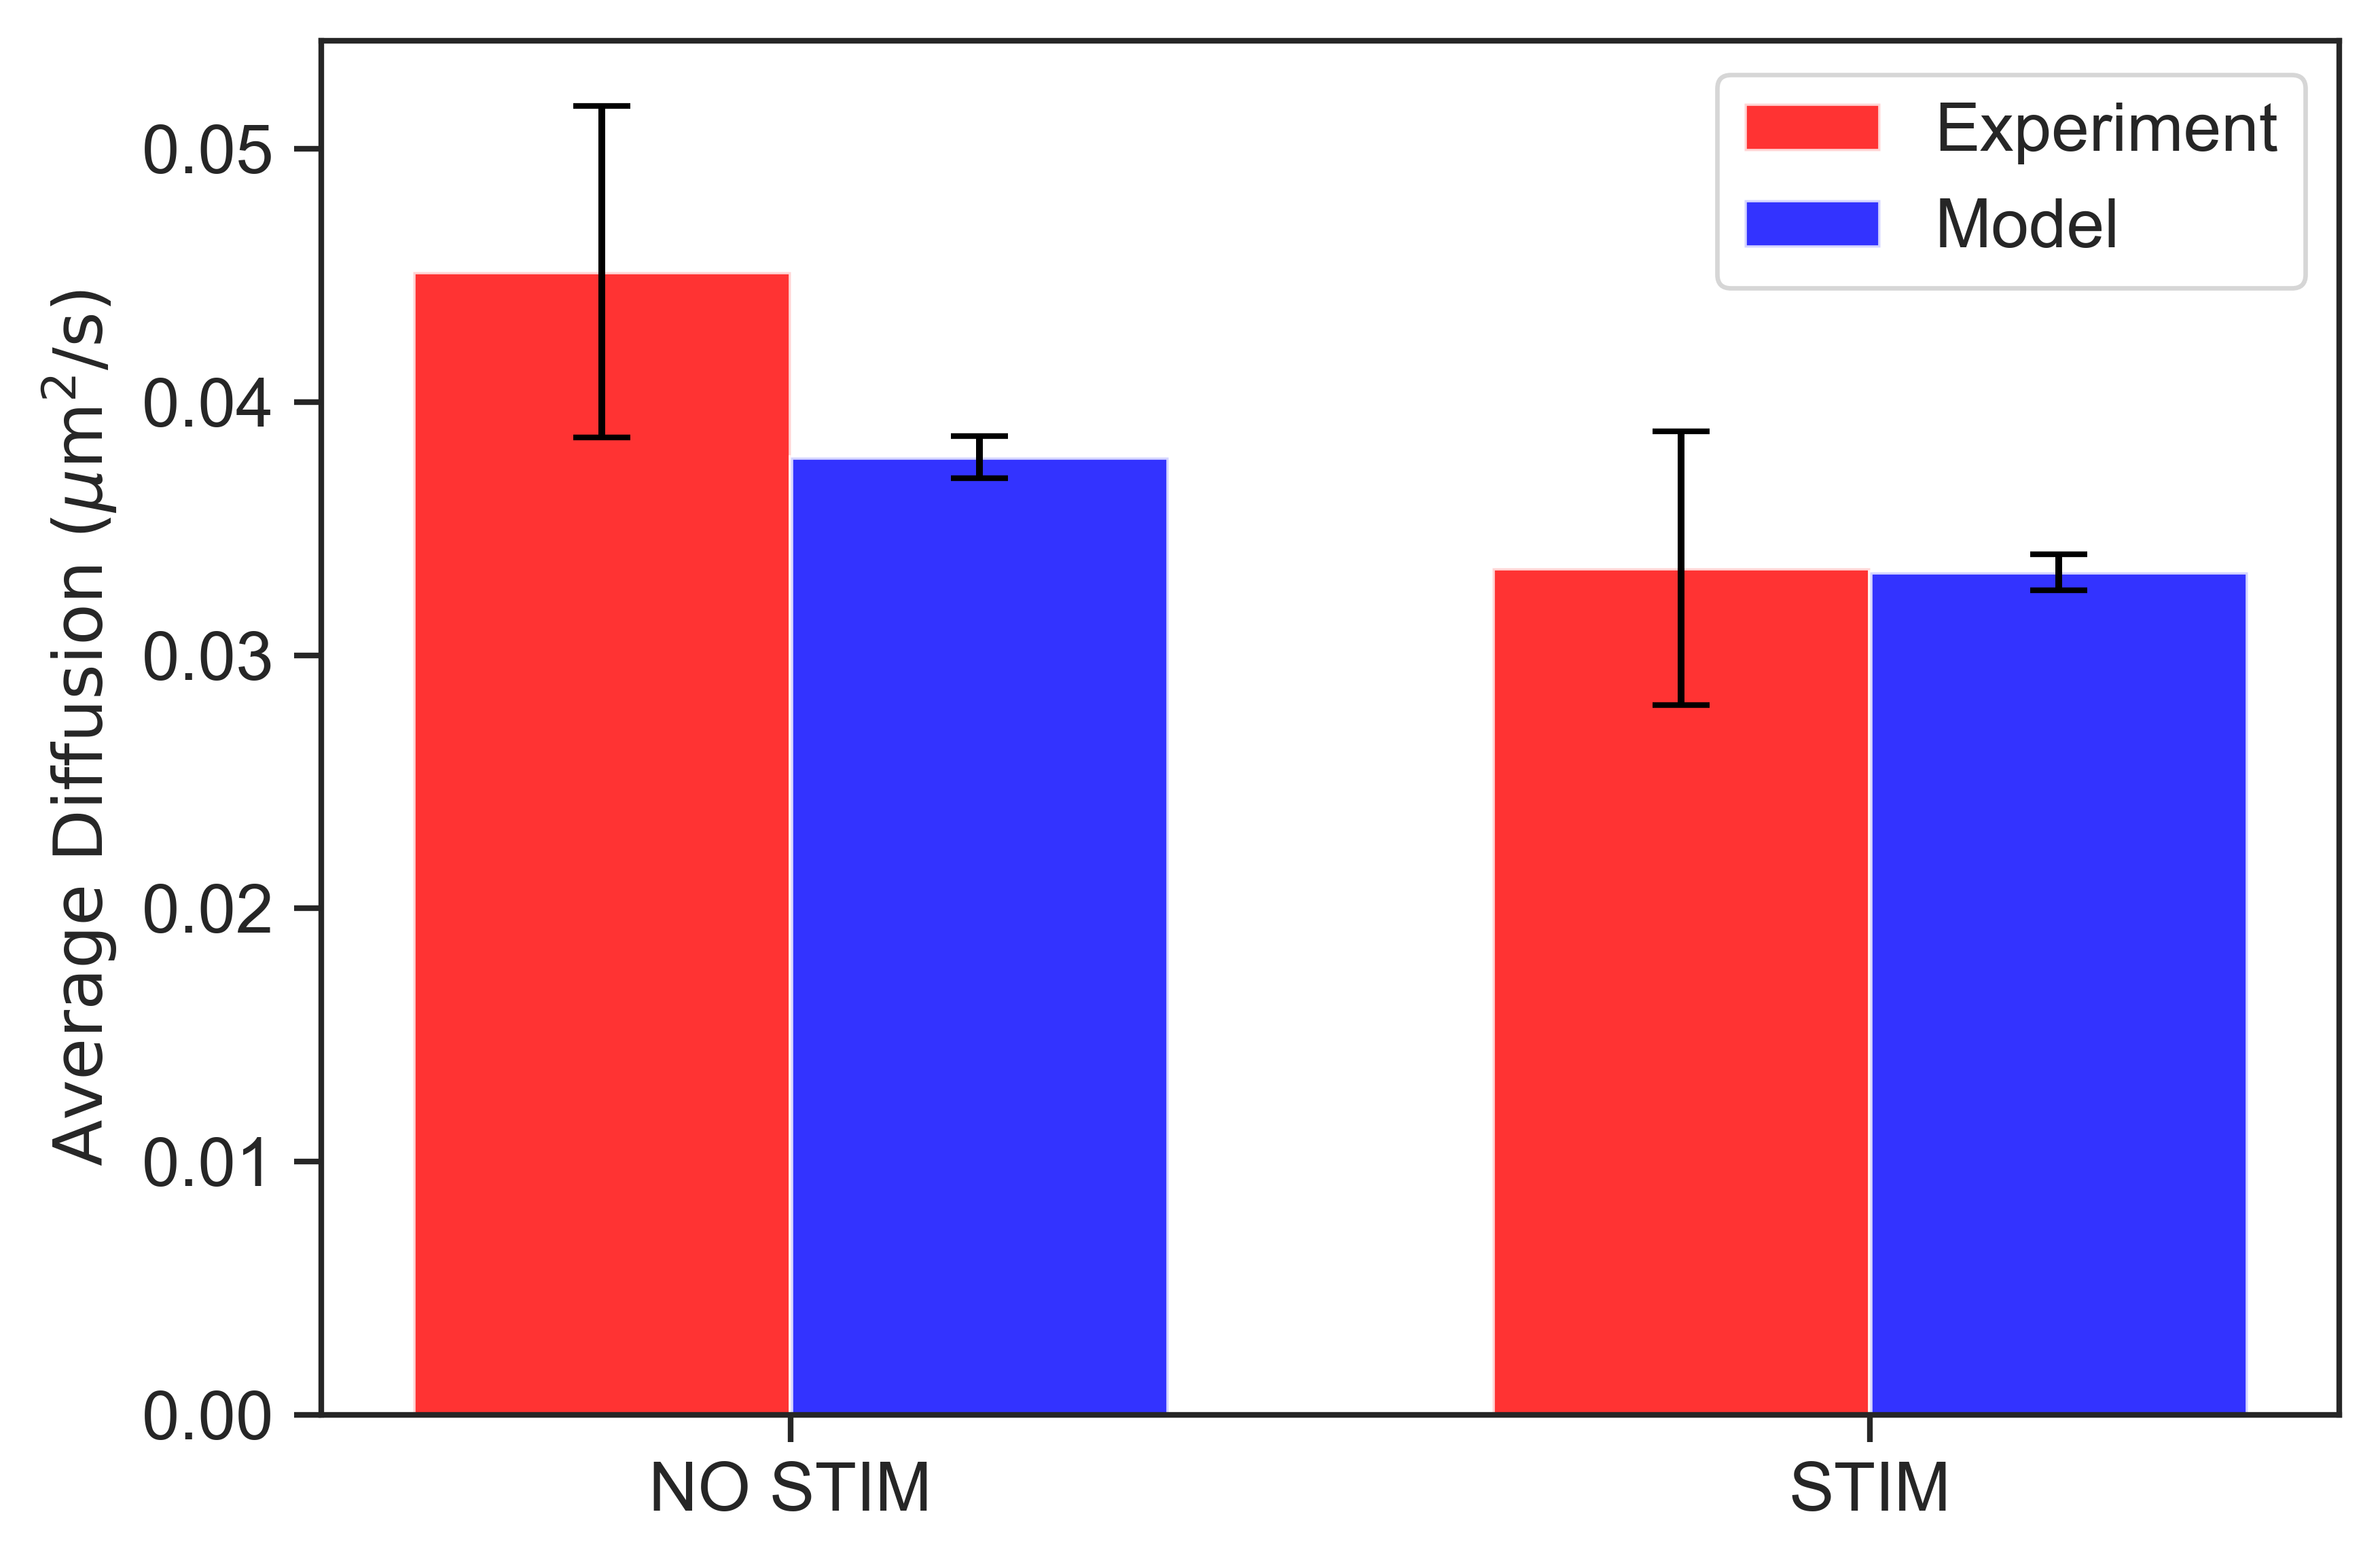 Average Diffusion (μm²/s)
0.05
0.04
0.03
0.02
0.01
0.00
Experiment
Model
NO STIM
STIM